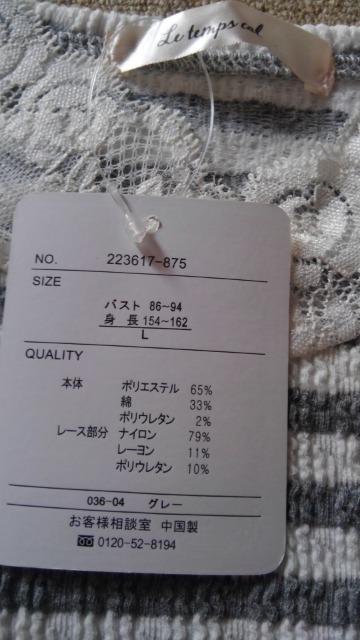 Le temps cal
NO. 223617-875
SIZE
バスト 86~94
身 長 154~162
L
QUALITY
本体 ポリエステル 65%
綿 33%
ポリウレタン 2%
レース部分 ナイロン 79%
レーヨン 11%
ポリウレタン 10%
036-04 グレー
お客様相談室 中国製
0120-52-8194